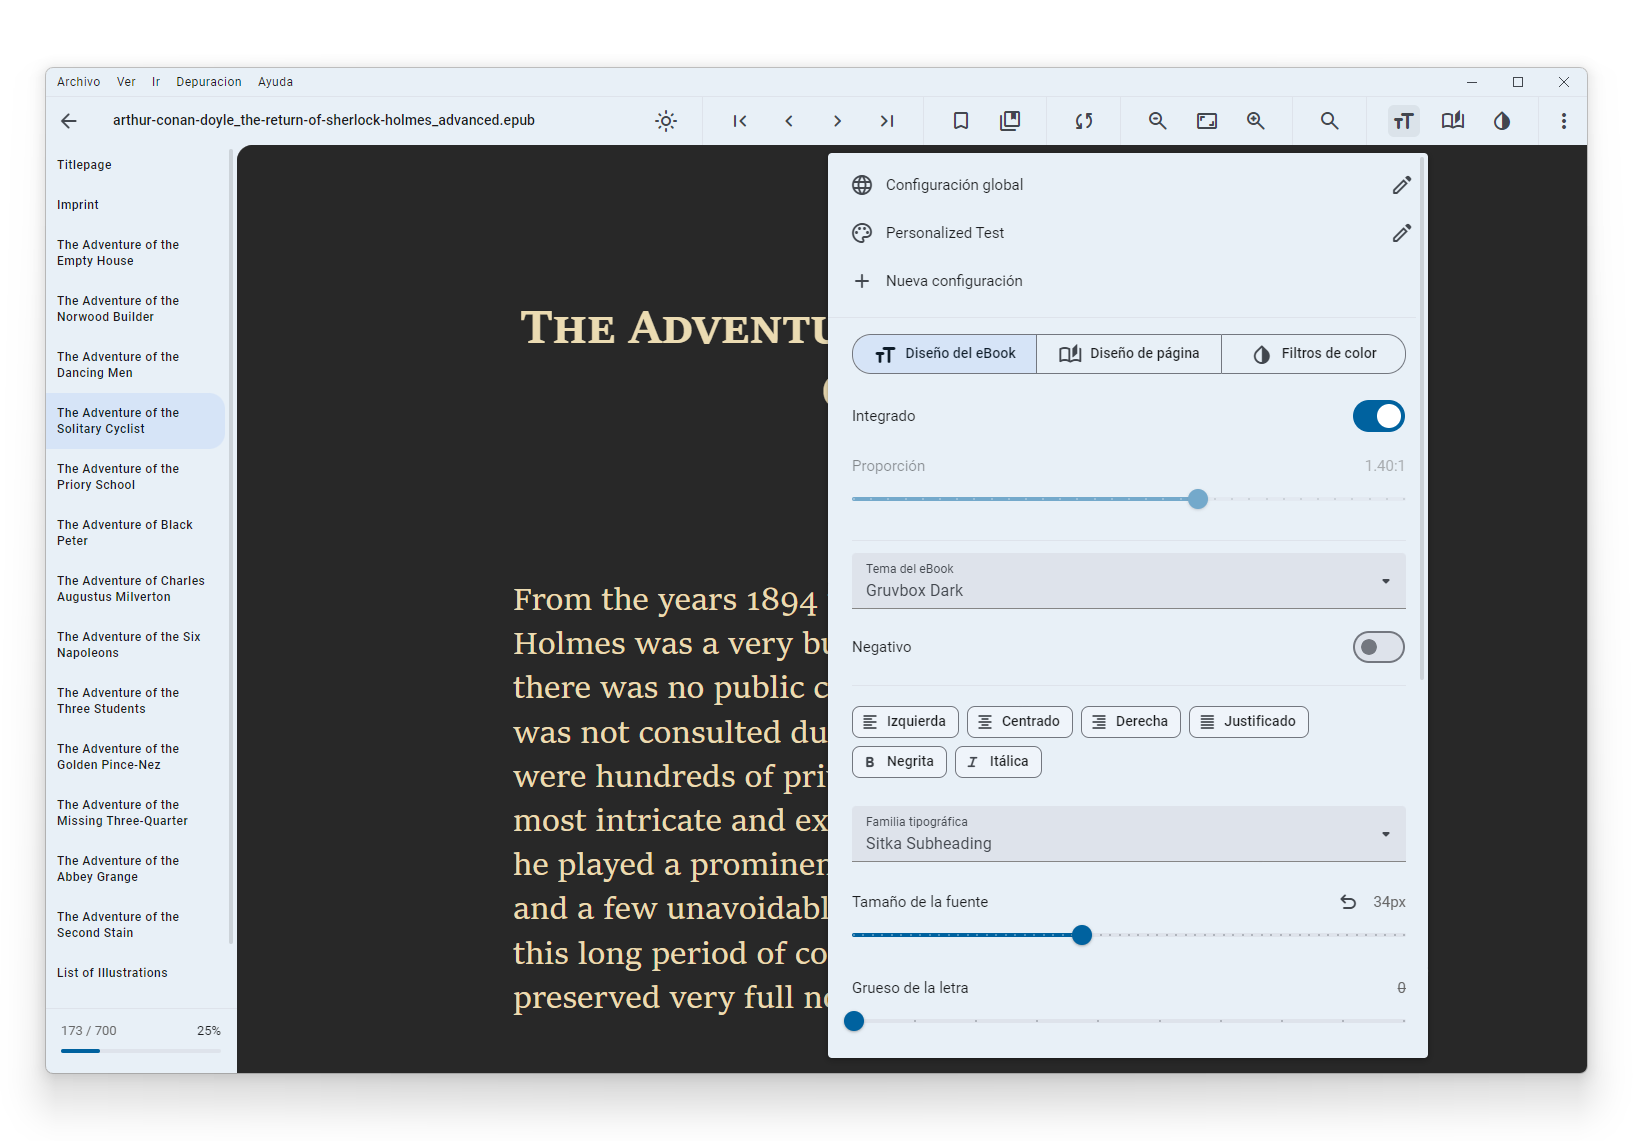 Archivo Ver Ir Depuracion Ayuda
arthur-conan-doyle_the-return-of-sherlock-holmes_advanced.epub
Titlepage
Imprint
The Adventure of the
Empty House
The Adventure of the
Norwood Builder
The Adventure of the
Dancing Men
The Adventure of the
Solitary Cyclist
The Adventure of the
Priory School
The Adventure of Black
Peter
The Adventure of Charles
Augustus Milverton
The Adventure of the Six
Napoleons
The Adventure of the
Three Students
The Adventure of the
Golden Pince-Nez
The Adventure of the
Missing Three-Quarter
The Adventure of the
Abbey Grange
The Adventure of the
Second Stain
List of Illustrations
173 / 700 25%
The Adventu
From the years 1894
Holmes was a very bu
there was no public c
was not consulted du
were hundreds of pri
most intricate and ex
he played a prominen
and a few unavoidabl
this long period of co
preserved very full no
Configuración global
Personalized Test
Nueva configuración
Diseño del eBook Diseño de página Filtros de color
Integrado
Proporción 1.40:1
Tema del eBook
Gruvbox Dark
Negativo
Izquierda Centrado Derecha Justificado
B Negrita I Itálica
Familia tipográfica
Sitka Subheading
Tamaño de la fuente 34px
Grueso de la letra 0